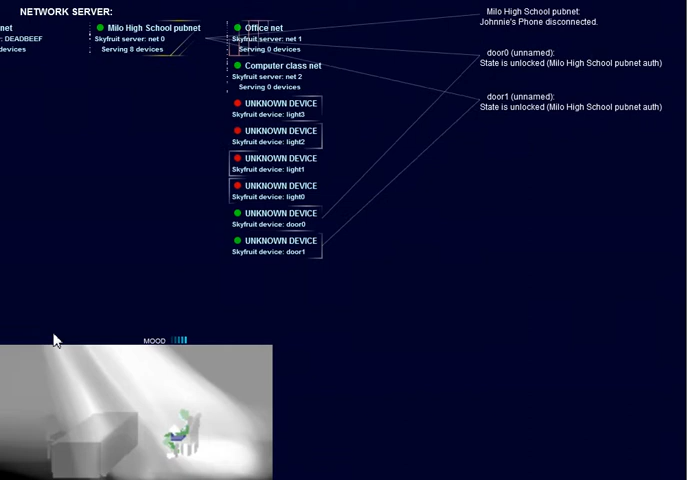 NETWORK SERVER:
net
: DEADBEEF
devices
Milo High School pubnet
Skyfruit server: net 0
Serving 8 devices
Office net
Skyfruit server: net 1
Serving 0 devices
Computer class net
Skyfruit server: net 2
Serving 0 devices
UNKNOWN DEVICE
Skyfruit device: light3
UNKNOWN DEVICE
Skyfruit device: light2
UNKNOWN DEVICE
Skyfruit device: light1
UNKNOWN DEVICE
Skyfruit device: light0
UNKNOWN DEVICE
Skyfruit device: door0
UNKNOWN DEVICE
Skyfruit device: door1
Milo High School pubnet:
Johnnie's Phone disconnected.
door0 (unnamed):
State is unlocked (Milo High School pubnet auth)
door1 (unnamed):
State is unlocked (Milo High School pubnet auth)
MOOD